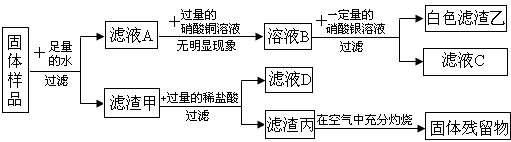 固体样品
+足量的水
过滤
滤液A
+过量的硝酸铜溶液
无明显现象
溶液B
+一定量的硝酸银溶液
过滤
白色滤渣乙
滤液C
滤渣甲
+过量的稀盐酸
过滤
滤液D
滤渣丙
在空气中充分灼烧
固体残留物